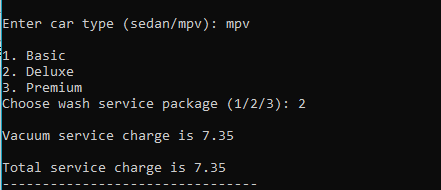 Enter car type (sedan/mpv): mpv
1. Basic
2. Deluxe
3. Premium
Choose wash service package (1/2/3): 2
Vacuum service charge is 7.35
Total service charge is 7.35
--------------------------------